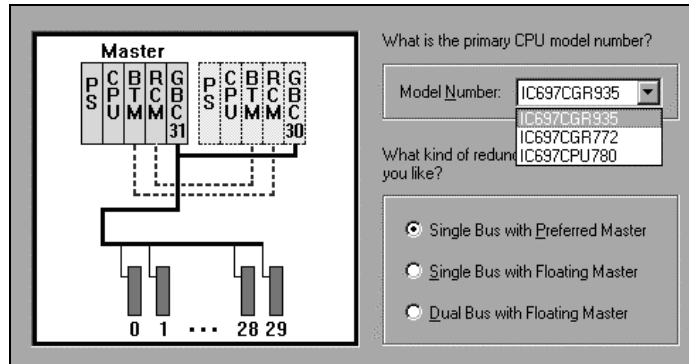 Master
PS CPU BTM RCM GBC 31 PS CPU BTM RCM GBC 30
0 1 ••• 28 29
What is the primary CPU model number?
Model Number: IC697CGR935
IC697CGR935
IC697CGR772
IC697CPU780
What kind of redun
you like?
Single Bus with Preferred Master
Single Bus with Floating Master
Dual Bus with Floating Master